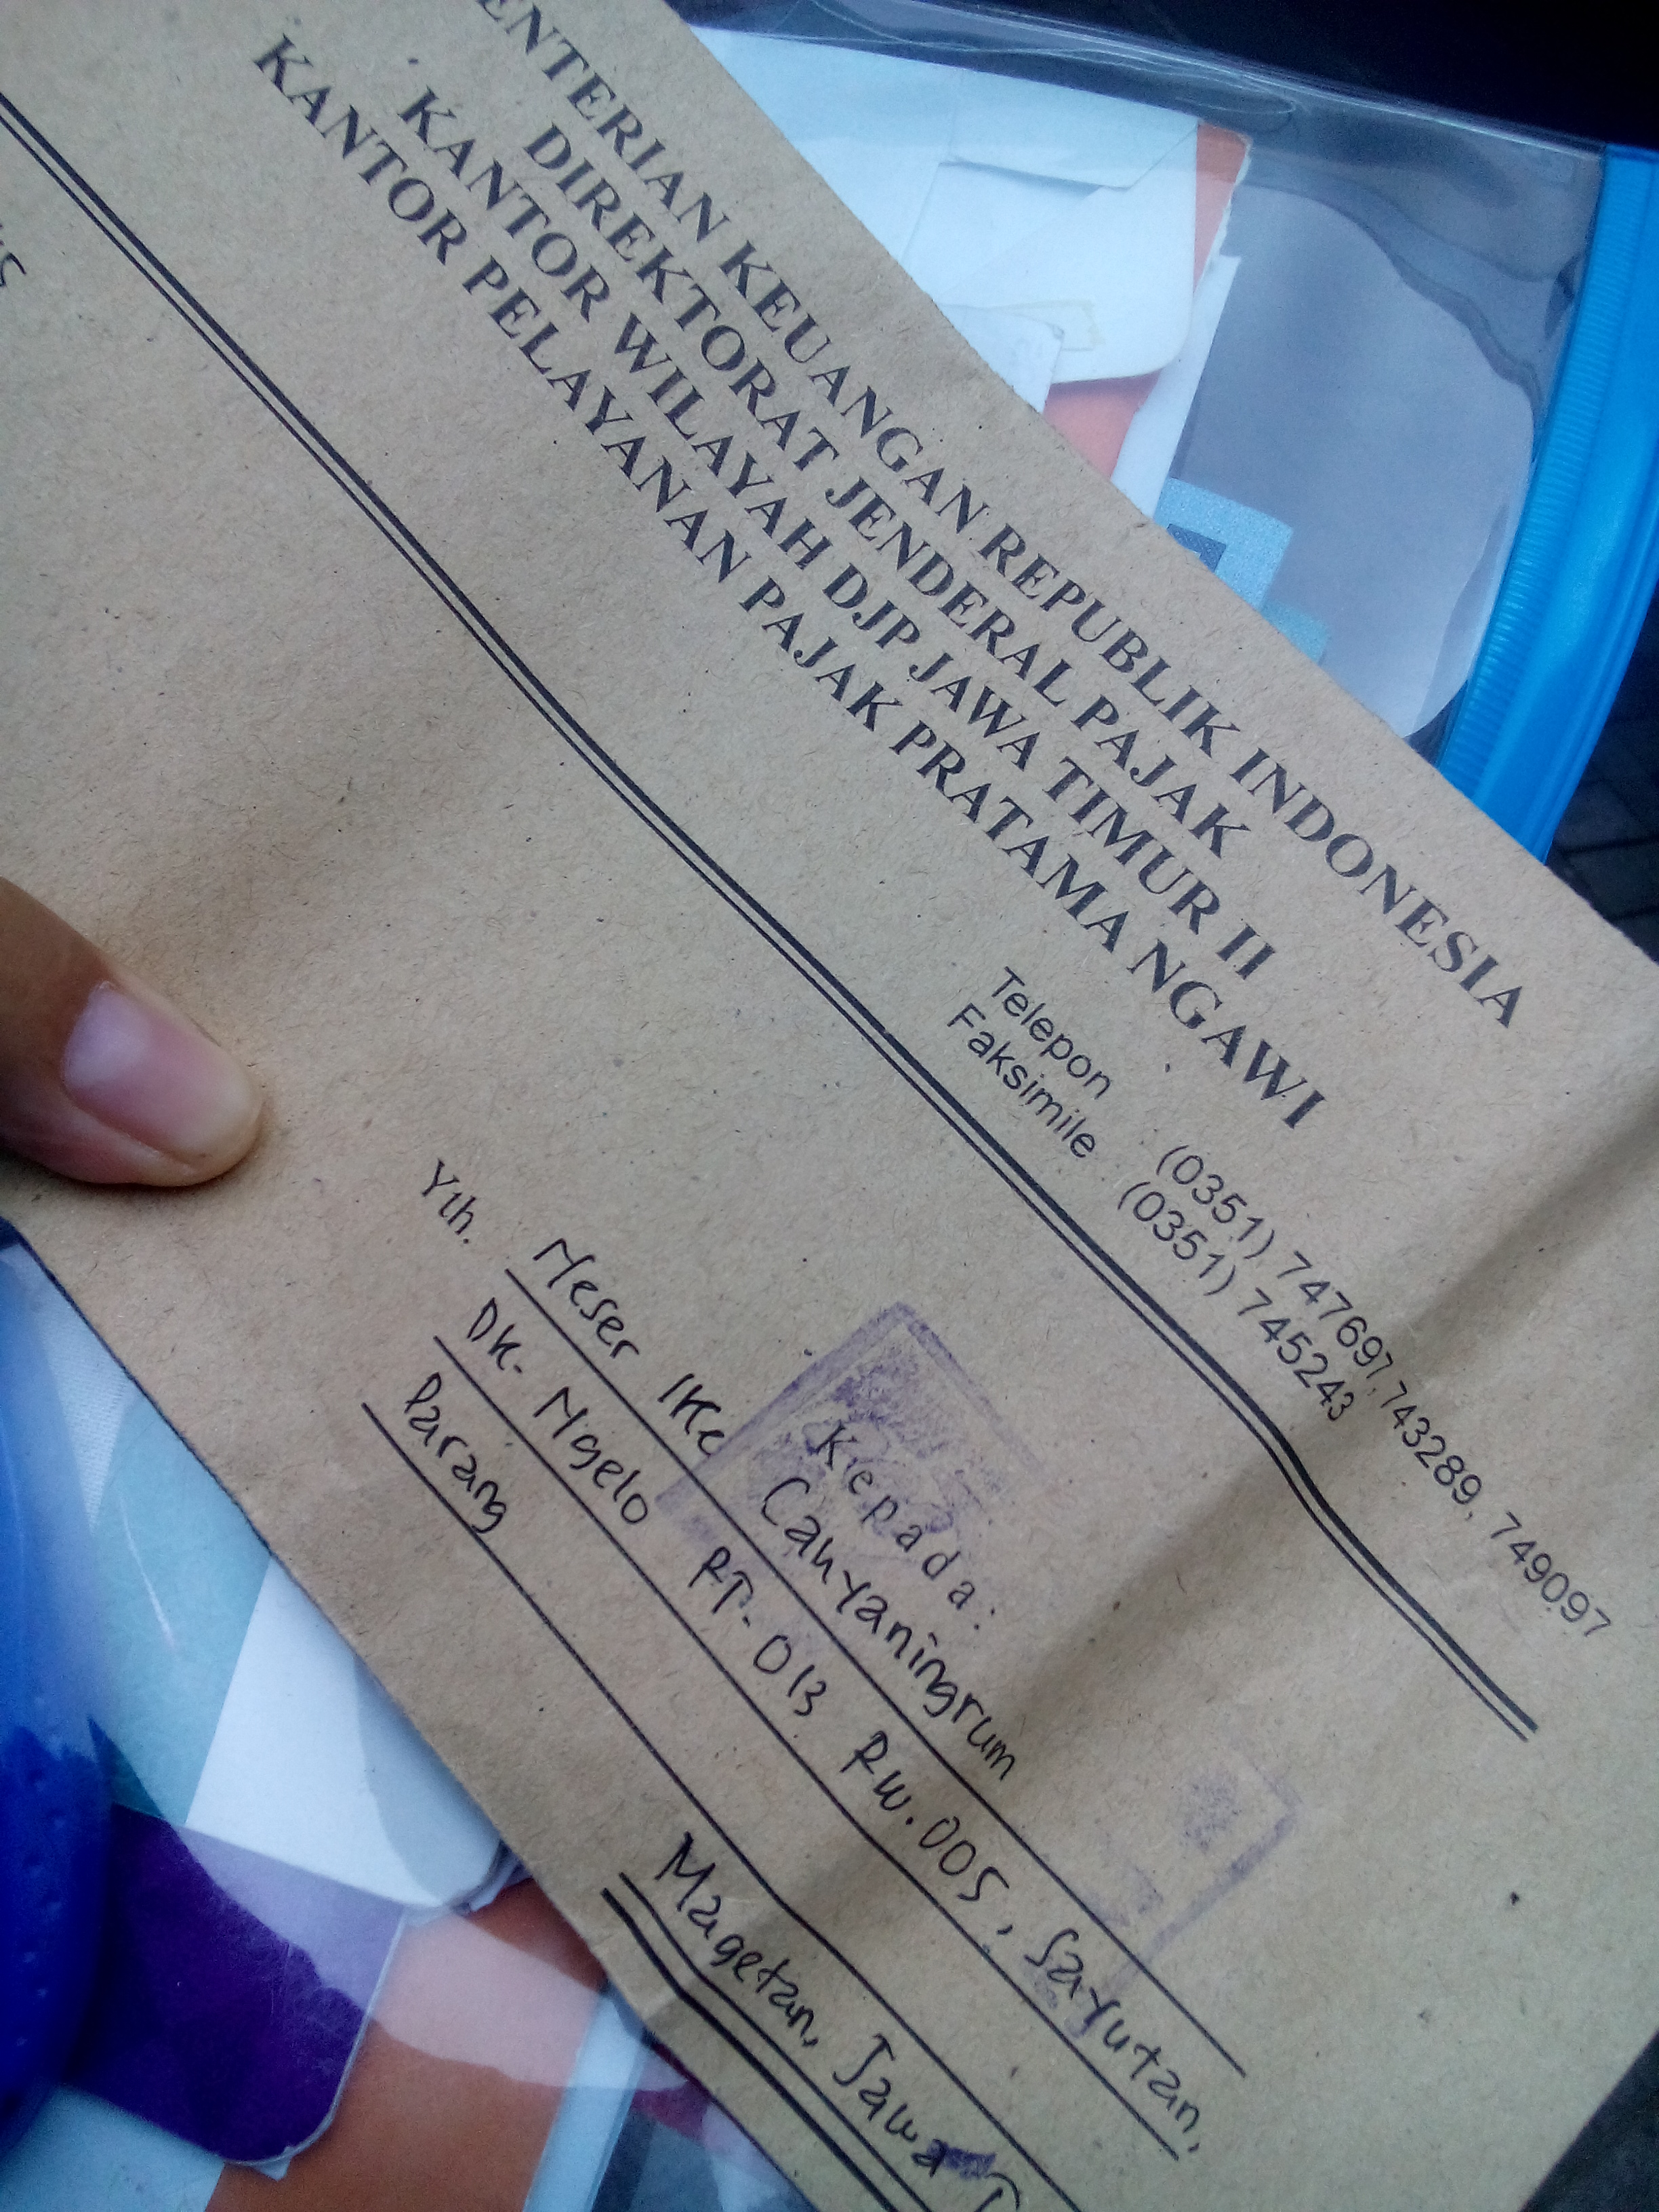 ENTERIAN KEUANGAN REPUBLIK INDONESIA
DIREKTORAT JENDERAL PAJAK
KANTOR WILAYAH DJP JAWA TIMUR II
KANTOR PELAYANAN PAJAK PRATAMA NGAWI
Telepon (0351) 747697,743289, 749097
Faksimile (0351) 745243
Kepada:
Yth. Meser Ike Cahyaningrum
Dk. Ngelo RT. 013 RW. 005, Sayutan,
Parang
Magetan, Jawa